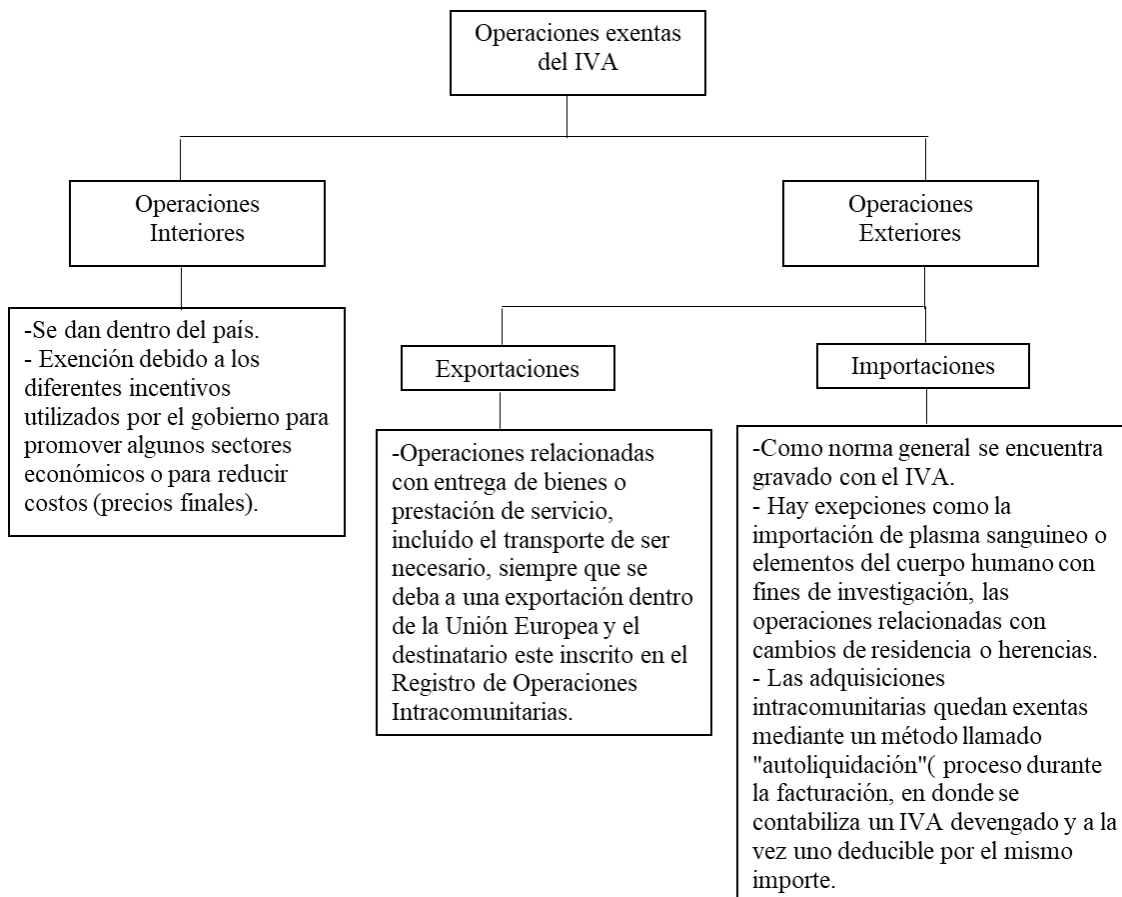 Operaciones exentas
del IVA
Operaciones
Interiores
Operaciones
Exteriores
-Se dan dentro del país.
- Exención debido a los
diferentes incentivos
utilizados por el gobierno para
promover algunos sectores
económicos o para reducir
costos (precios finales).
Exportaciones
Importaciones
-Operaciones relacionadas
con entrega de bienes o
prestación de servicio,
incluído el transporte de ser
necesario, siempre que se
deba a una exportación dentro
de la Unión Europea y el
destinatario este inscrito en el
Registro de Operaciones
Intracomunitarias.
-Como norma general se encuentra
gravado con el IVA.
- Hay exepciones como la
importación de plasma sanguineo o
elementos del cuerpo humano con
fines de investigación, las
operaciones relacionadas con
cambios de residencia o herencias.
- Las adquisiciones
intracomunitarias quedan exentas
mediante un método llamado
"autoliquidación"( proceso durante
la facturación, en donde se
contabiliza un IVA devengado y a la
vez uno deducible por el mismo
importe.